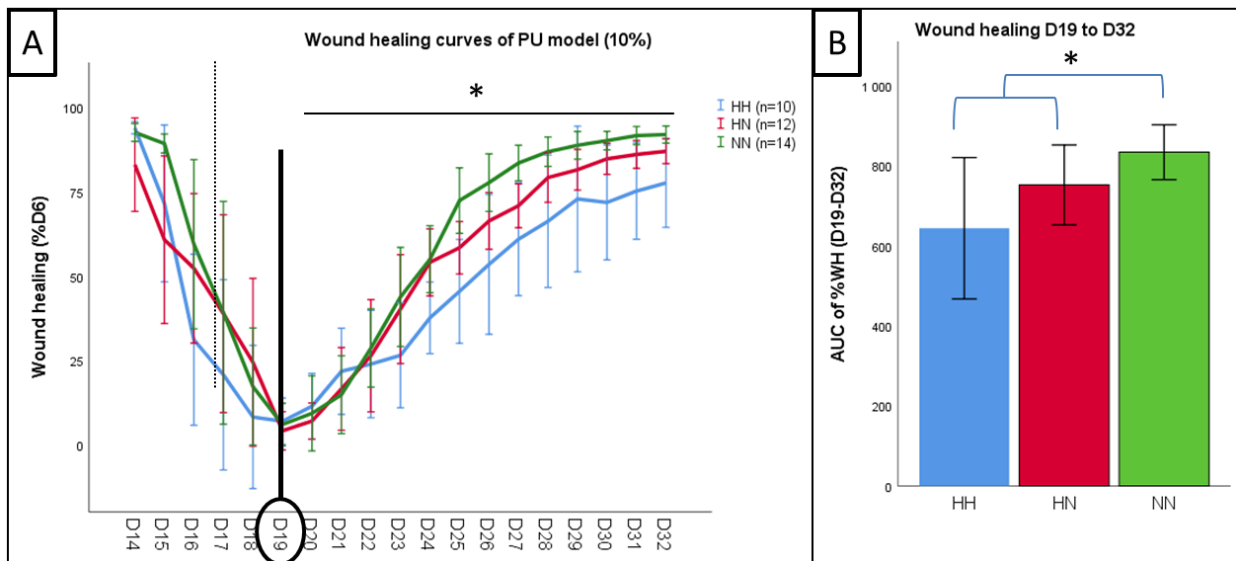 A
Wound healing curves of PU model (10%)
*
HH (n=10)
HN (n=12)
NN (n=14)
Wound healing (%D6)
100
75
50
25
0
D14
D15
D16
D17
D18
D19
D20
D21
D22
D23
D24
D25
D26
D27
D28
D29
D30
D31
D32
B
Wound healing D19 to D32
*
AUC of %WH (D19-D32)
1 000
800
600
400
200
0
HH
HN
NN